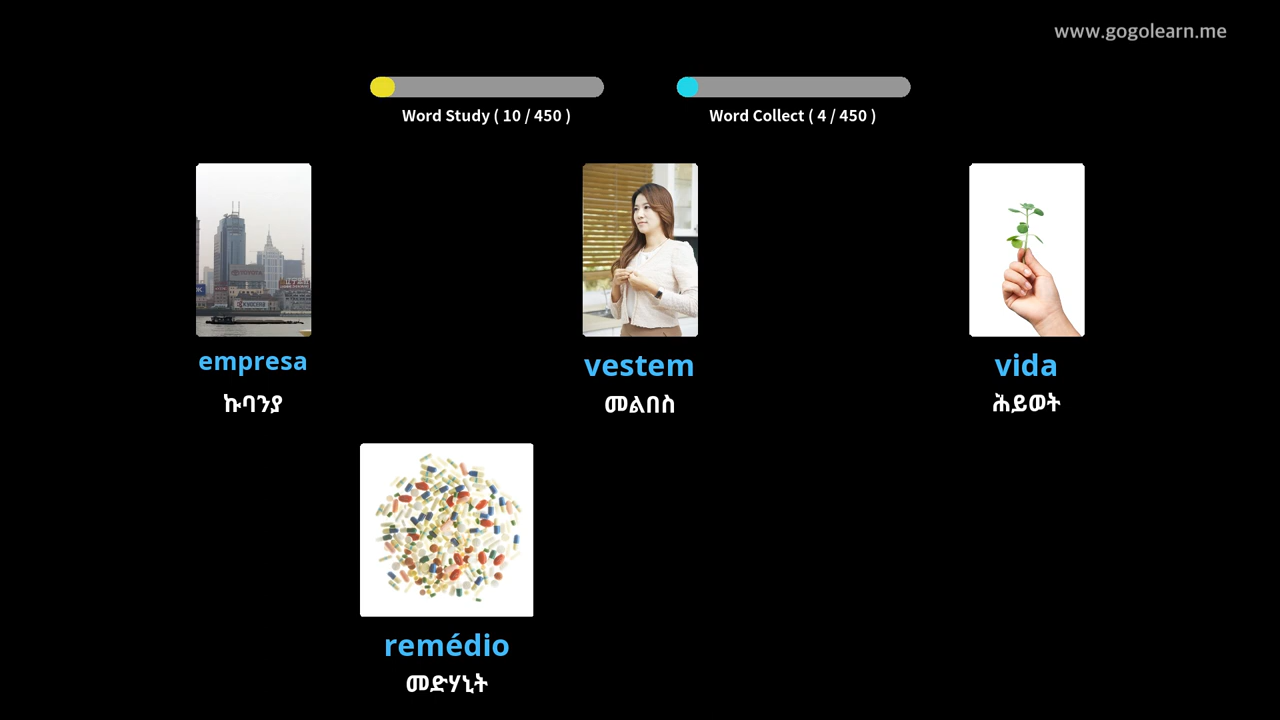 www.gogolearn.me
Word Study ( 10 / 450 )
Word Collect ( 4 / 450 )
TOYOTA
empresa
vestem
vida
ኩባንያ
መልበስ
ሕይወት
remédio
መድሃኒት